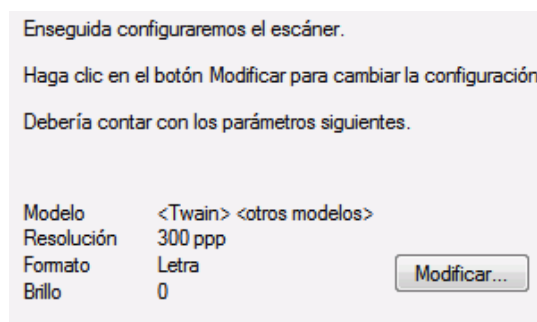 Enseguida configuraremos el escáner.
Haga clic en el botón Modificar para cambiar la configuración
Debería contar con los parámetros siguientes.
Modelo <Twain> <otros modelos>
Resolución 300 ppp
Formato Letra
Modificar...
Brillo 0